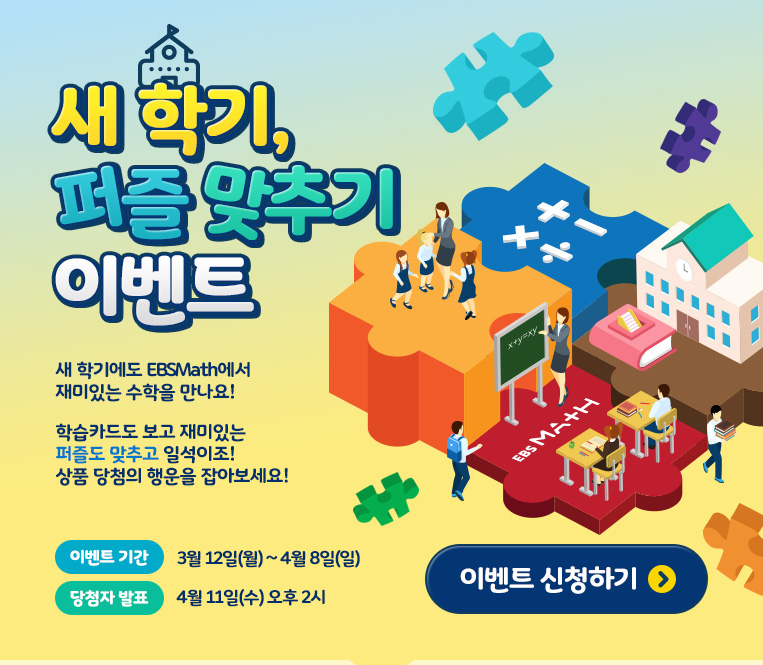 새 학기,
퍼즐 맞추기
이벤트
새 학기에도 EBSMath에서
재미있는 수학을 만나요!
학습카드도 보고 재미있는
퍼즐도 맞추고 일석이조!
상품 당첨의 행운을 잡아보세요!
x+y=xy
EBS MATH
이벤트 기간 3월 12일(월) ~ 4월 8일(일)
당첨자 발표 4월 11일(수) 오후 2시
이벤트 신청하기